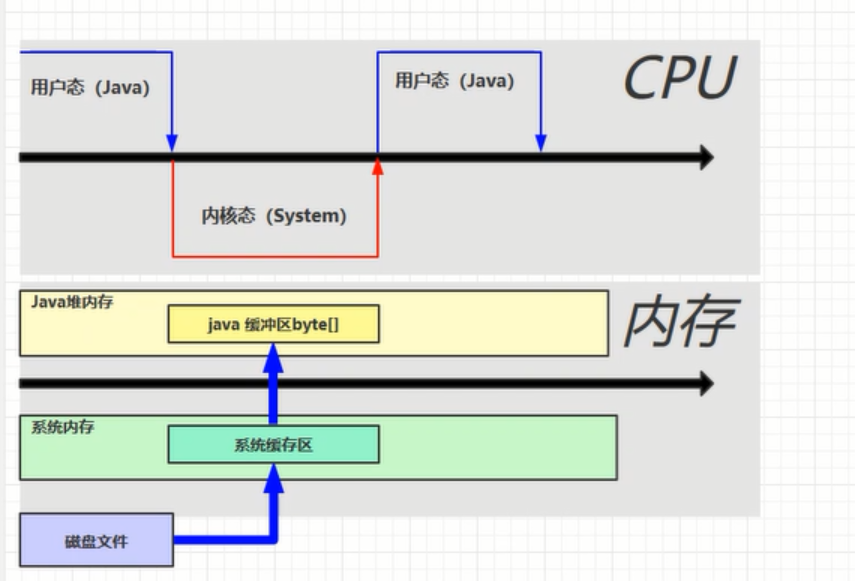 CPU
用户态（Java）
用户态（Java）
内核态（System）
内存
Java堆内存
java 缓冲区byte[]
系统内存
系统缓存区
磁盘文件